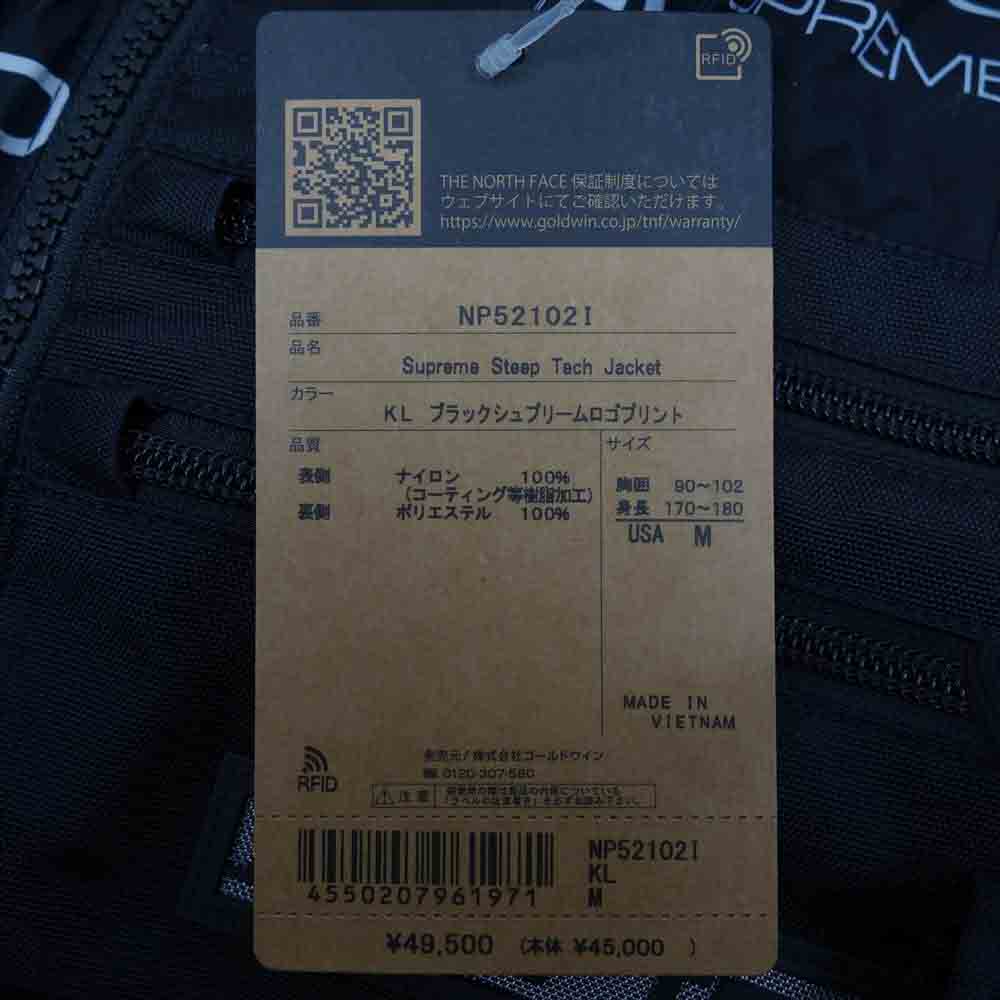 SUPREME
RFID
THE NORTH FACE 保証制度については
ウェブサイトにてご確認いただけます。
https://www.goldwin.co.jp/tnf/warranty/
品番 NP52102I
品名
Supreme Steep Tech Jacket
カラー
KL ブラックシュプリームロゴプリント
品質
表側 ナイロン 100%
(コーティング等樹脂加工)
裏側 ポリエステル 100%
サイズ
胸囲 90～102
身長 170～180
USA M
MADE IN
VIETNAM
RFID
発売元/株式会社ゴールドウイン
☎ 0120-307-560
⚠注意
4550207961971
NP52102I
KL
M
¥49,500 (本体 ¥45,000 )